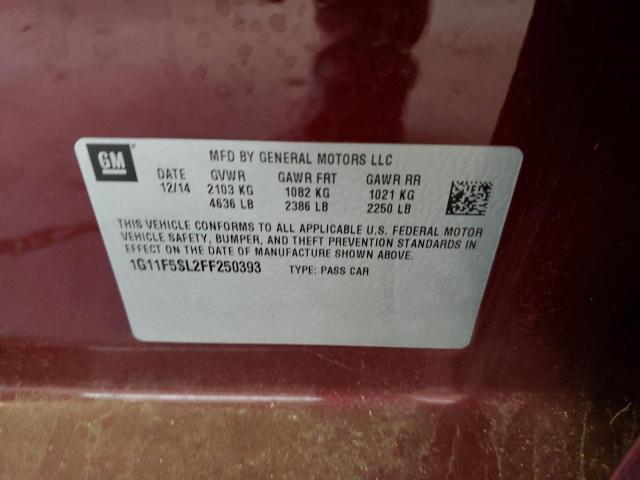 GM
MFD BY GENERAL MOTORS LLC
DATE GVWR GAWR FRT GAWR RR
12/14 2103 KG 1082 KG 1021 KG
4636 LB 2386 LB 2250 LB
THIS VEHICLE CONFORMS TO ALL APPLICABLE U.S. FEDERAL MOTOR
VEHICLE SAFETY, BUMPER, AND THEFT PREVENTION STANDARDS IN
EFFECT ON THE DATE OF MANUFACTURE SHOWN ABOVE.
1G11F5SL2FF250393 TYPE: PASS CAR